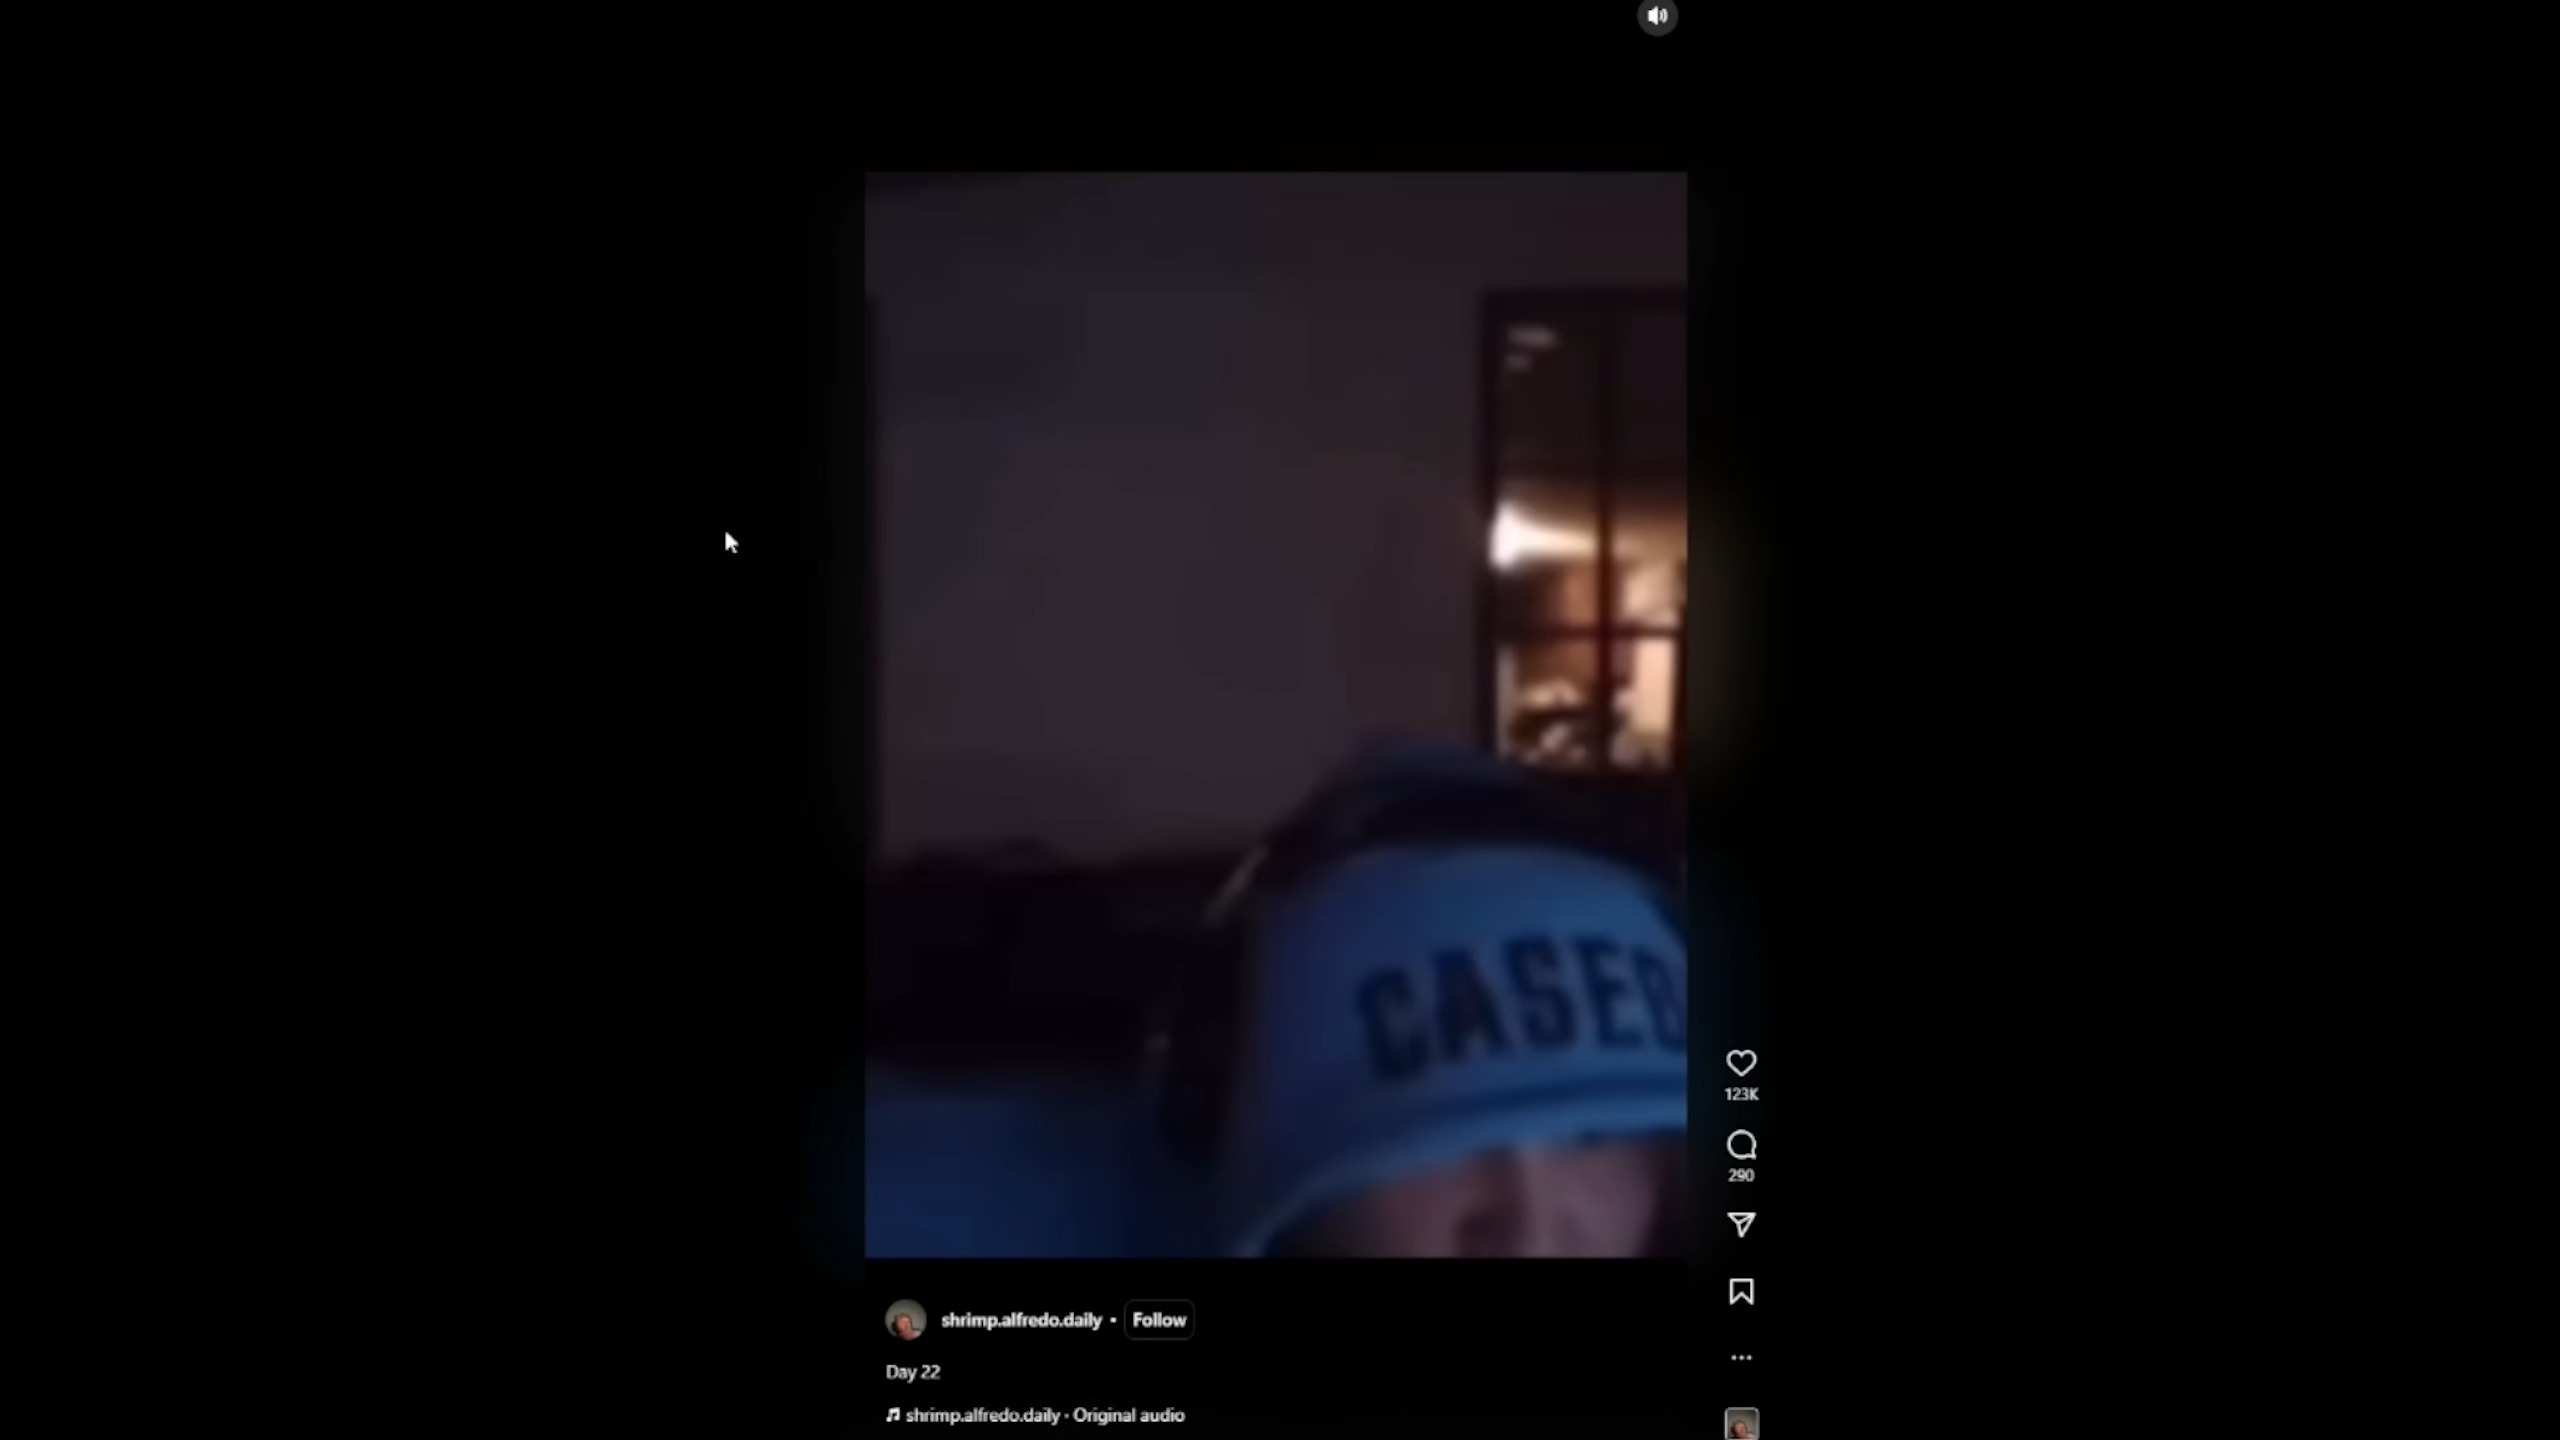 CASEB
123K
290
shrimp.alfredo.daily • Follow
Day 22
shrimp.alfredo.daily · Original audio